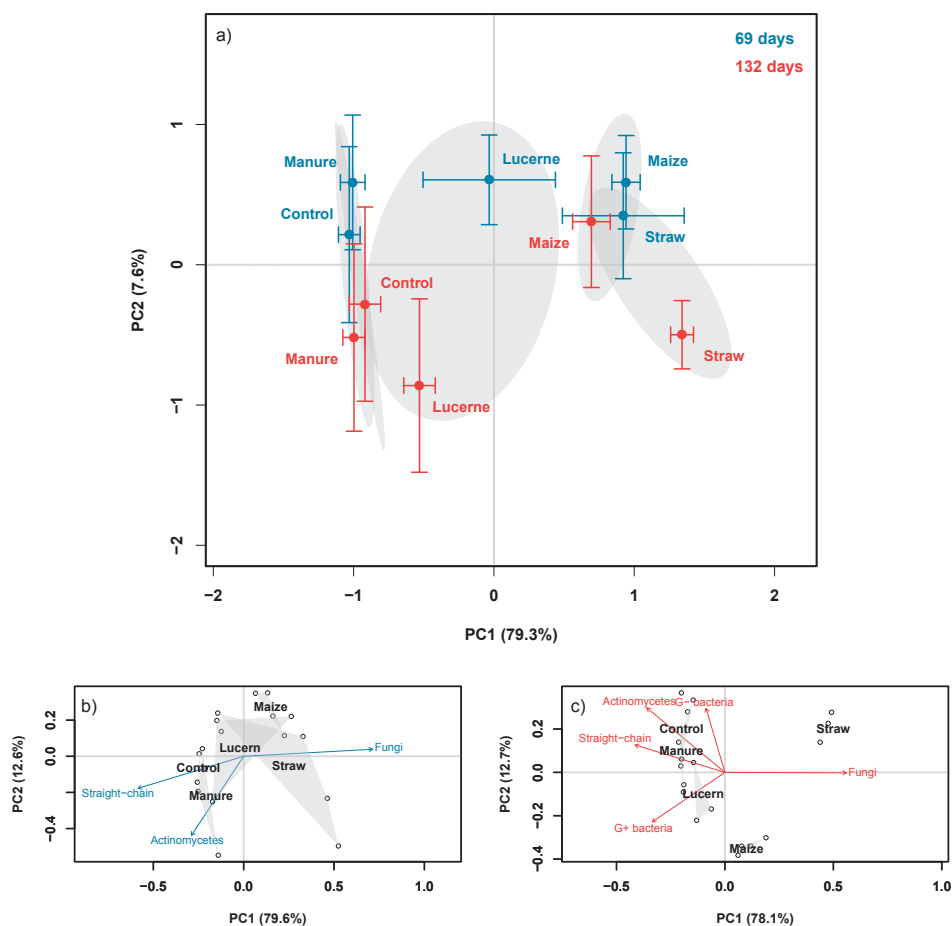 a)
69 days
132 days
1
0
−1
−2
PC2 (7.6%)
Manure
Control
Lucerne
Maize
Straw
Maize
Control
Manure
Lucerne
Straw
−2
−1
0
1
2
PC1 (79.3%)
b)
0.2
0.0
−0.4
PC2 (12.6%)
Maize
Lucern
Fungi
Control
Straw
Straight−chain
Manure
Actinomycetes
−0.5
0.0
0.5
1.0
PC1 (79.6%)
c)
0.2
0.0
−0.2
−0.4
PC2 (12.7%)
Actinomycetes
G− bacteria
Control
Straw
Straight−chain
Manure
Fungi
Lucern
G+ bacteria
Maize
−0.5
0.0
0.5
1.0
PC1 (78.1%)